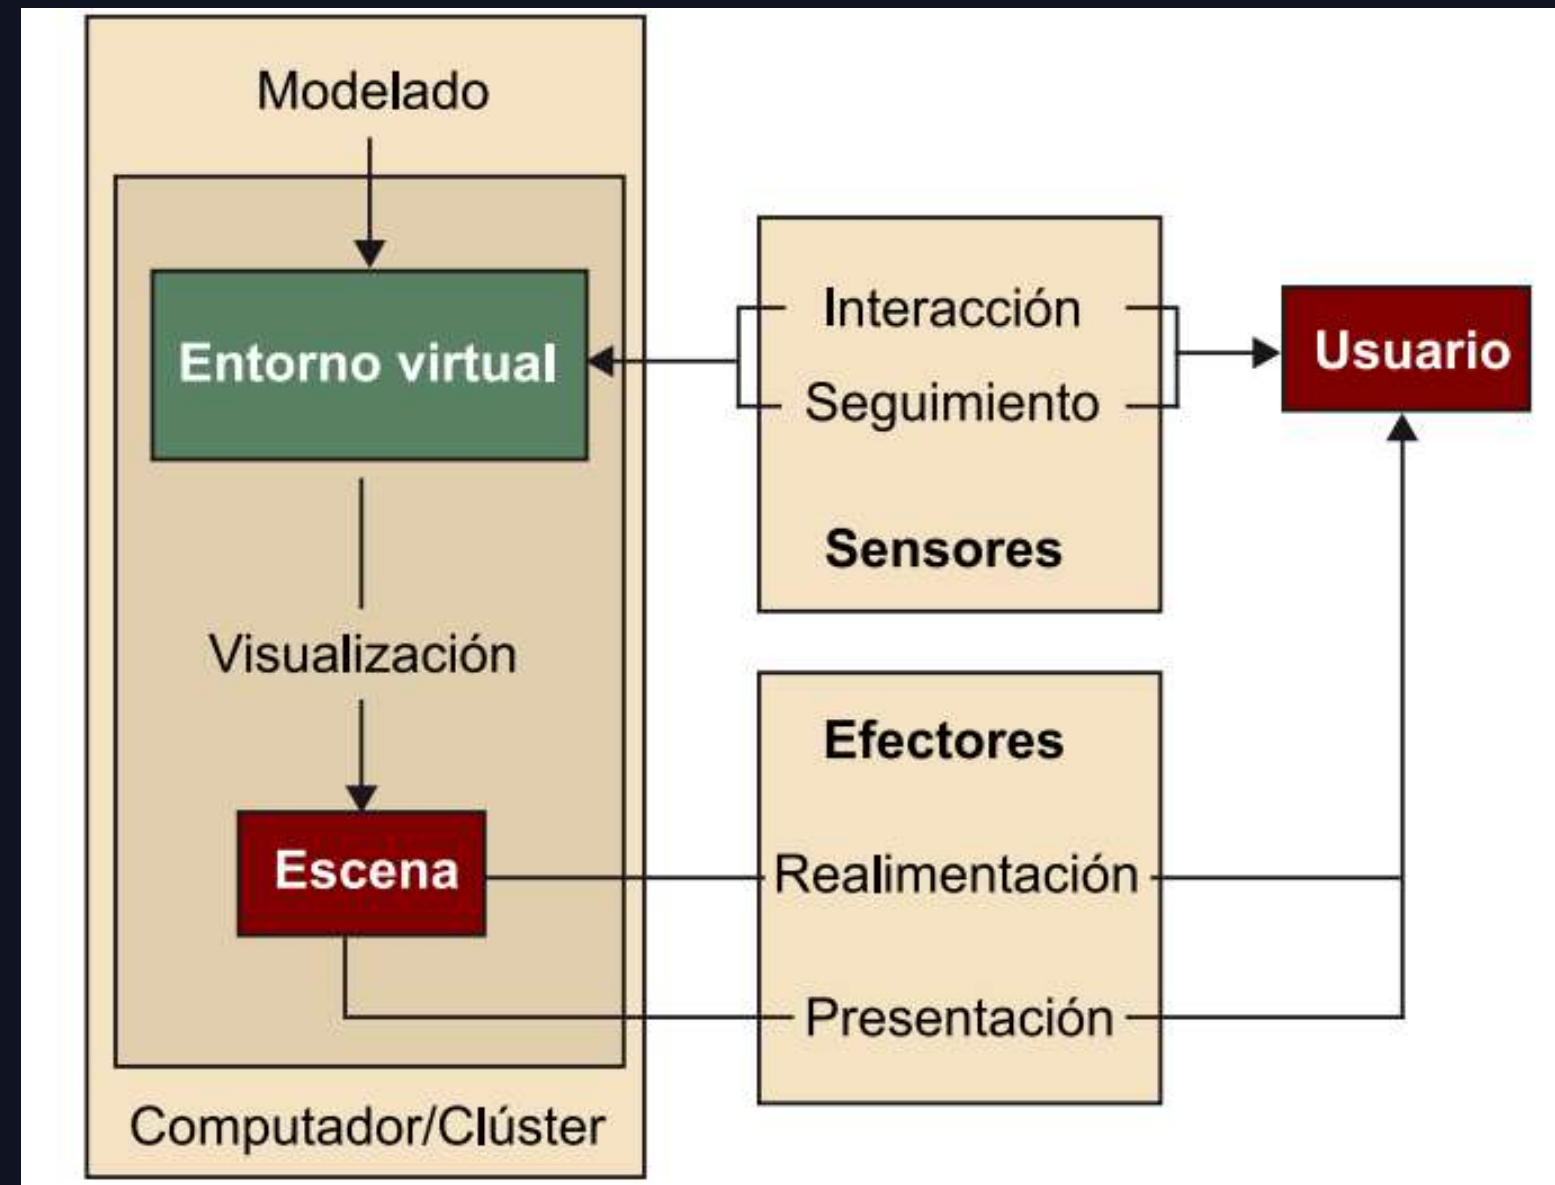 Modelado
Entorno virtual
Visualización
Escena
Computador/Clúster
Interacción
Seguimiento
Sensores
Efectores
Realimentación
Presentación
Usuario